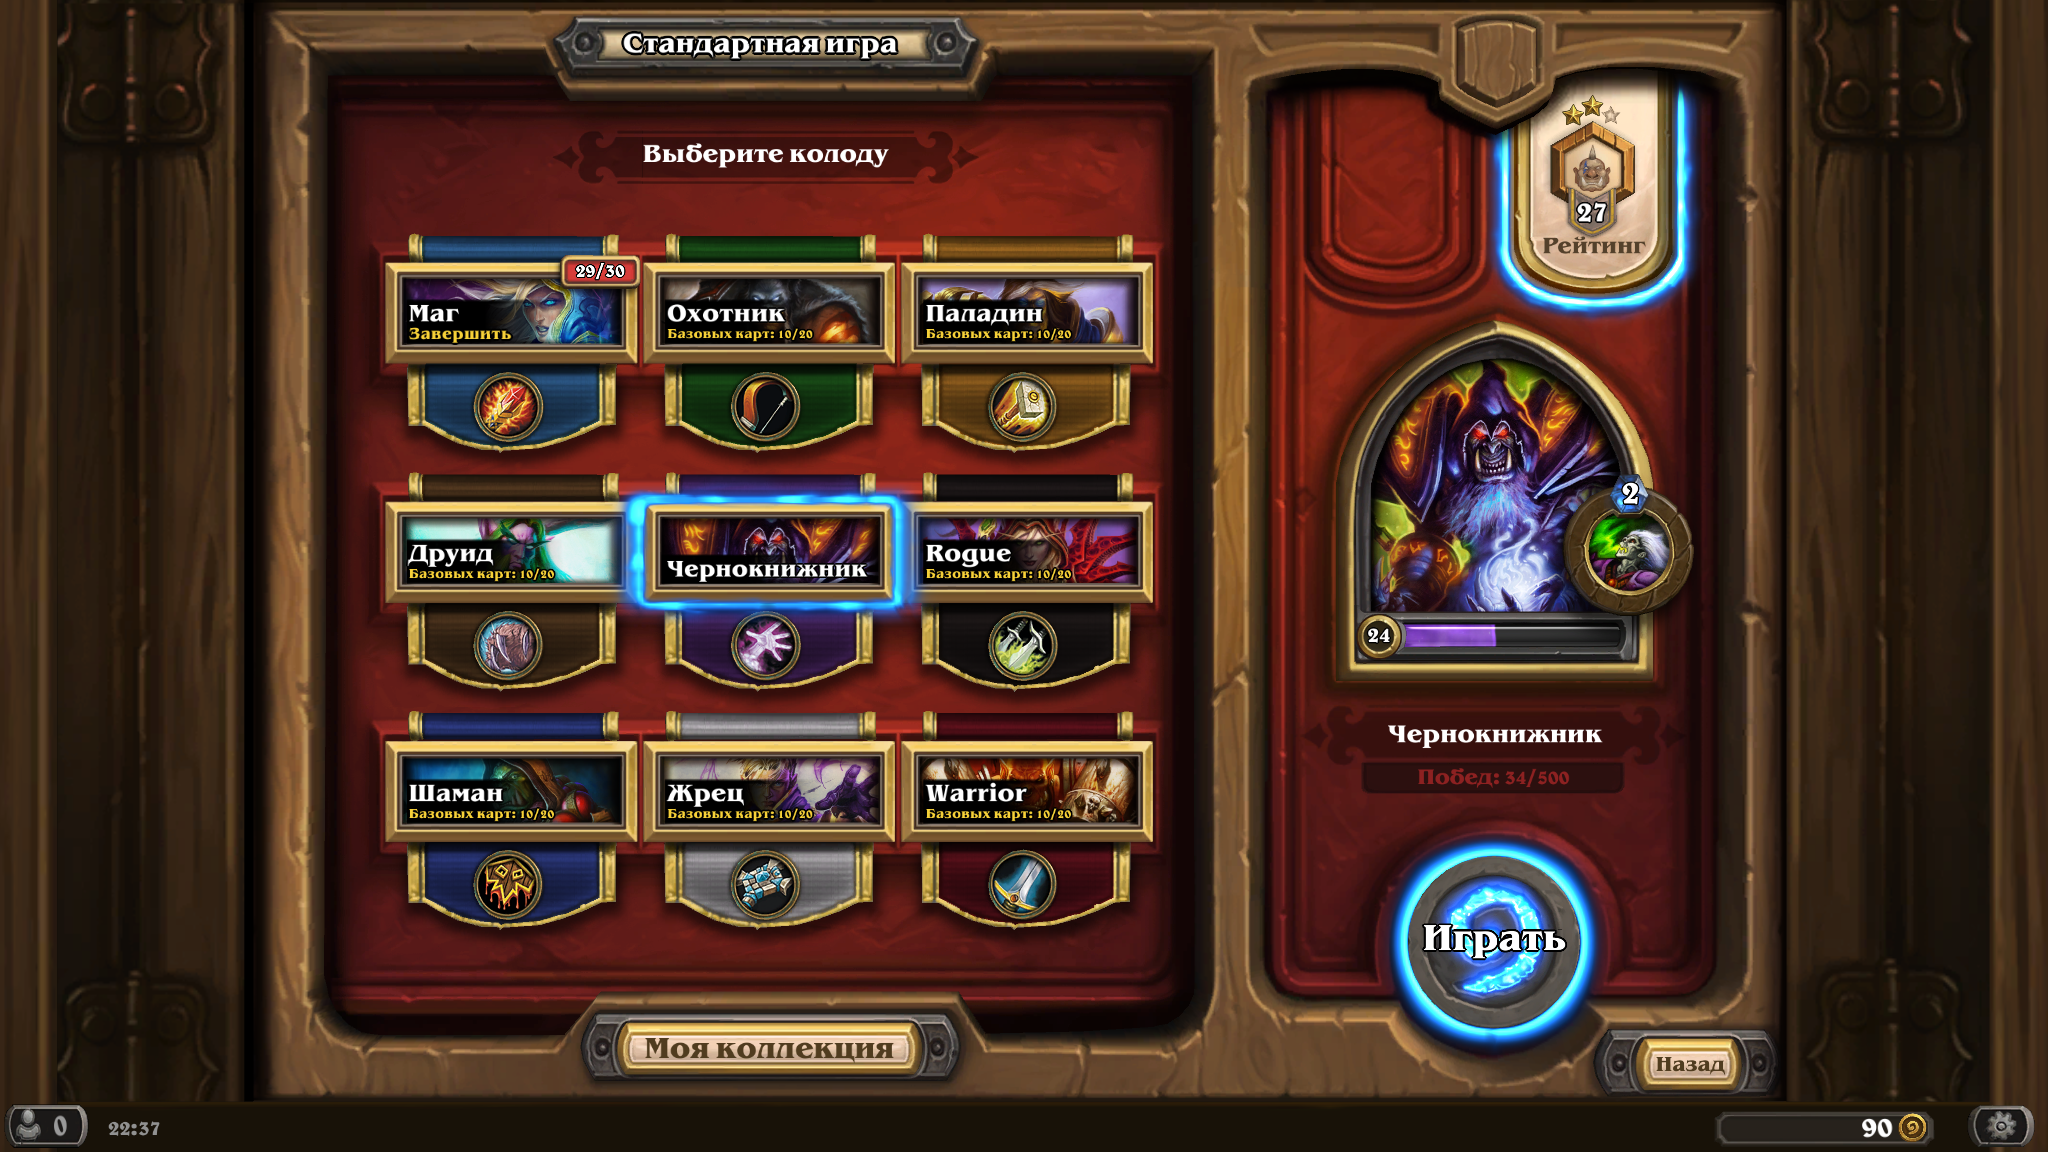 Стандартная игра
Выберите колоду
29/30
Маг
Завершить
Охотник
Базовых карт: 10/20
Паладин
Базовых карт: 10/20
Друид
Базовых карт: 10/20
Чернокнижник
Rogue
Базовых карт: 10/20
Шаман
Базовых карт: 10/20
Жрец
Базовых карт: 10/20
Warrior
Базовых карт: 10/20
Моя коллекция
27
Рейтинг
2
24
Чернокнижник
Побед: 34/500
Играть
Назад
0
22:37
90